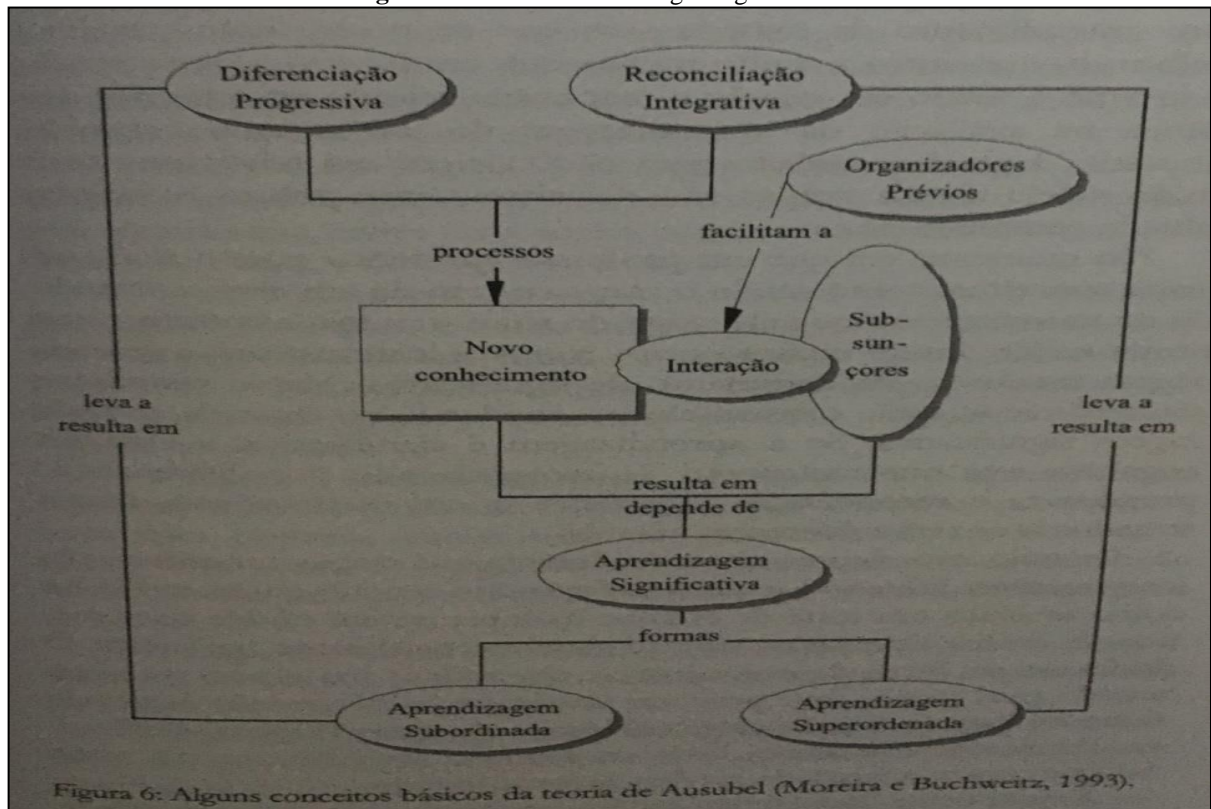 Diferenciação
Progressiva
Reconciliação
Integrativa
Organizadores
Prévios
facilitam a
processos
Novo
conhecimento
Interação
Sub-
sun-
çores
leva a
resulta em
leva a
resulta em
resulta em
depende de
Aprendizagem
Significativa
formas
Aprendizagem
Subordinada
Aprendizagem
Superordenada
Figura 6: Alguns conceitos básicos da teoria de Ausubel (Moreira e Buchweitz, 1993).